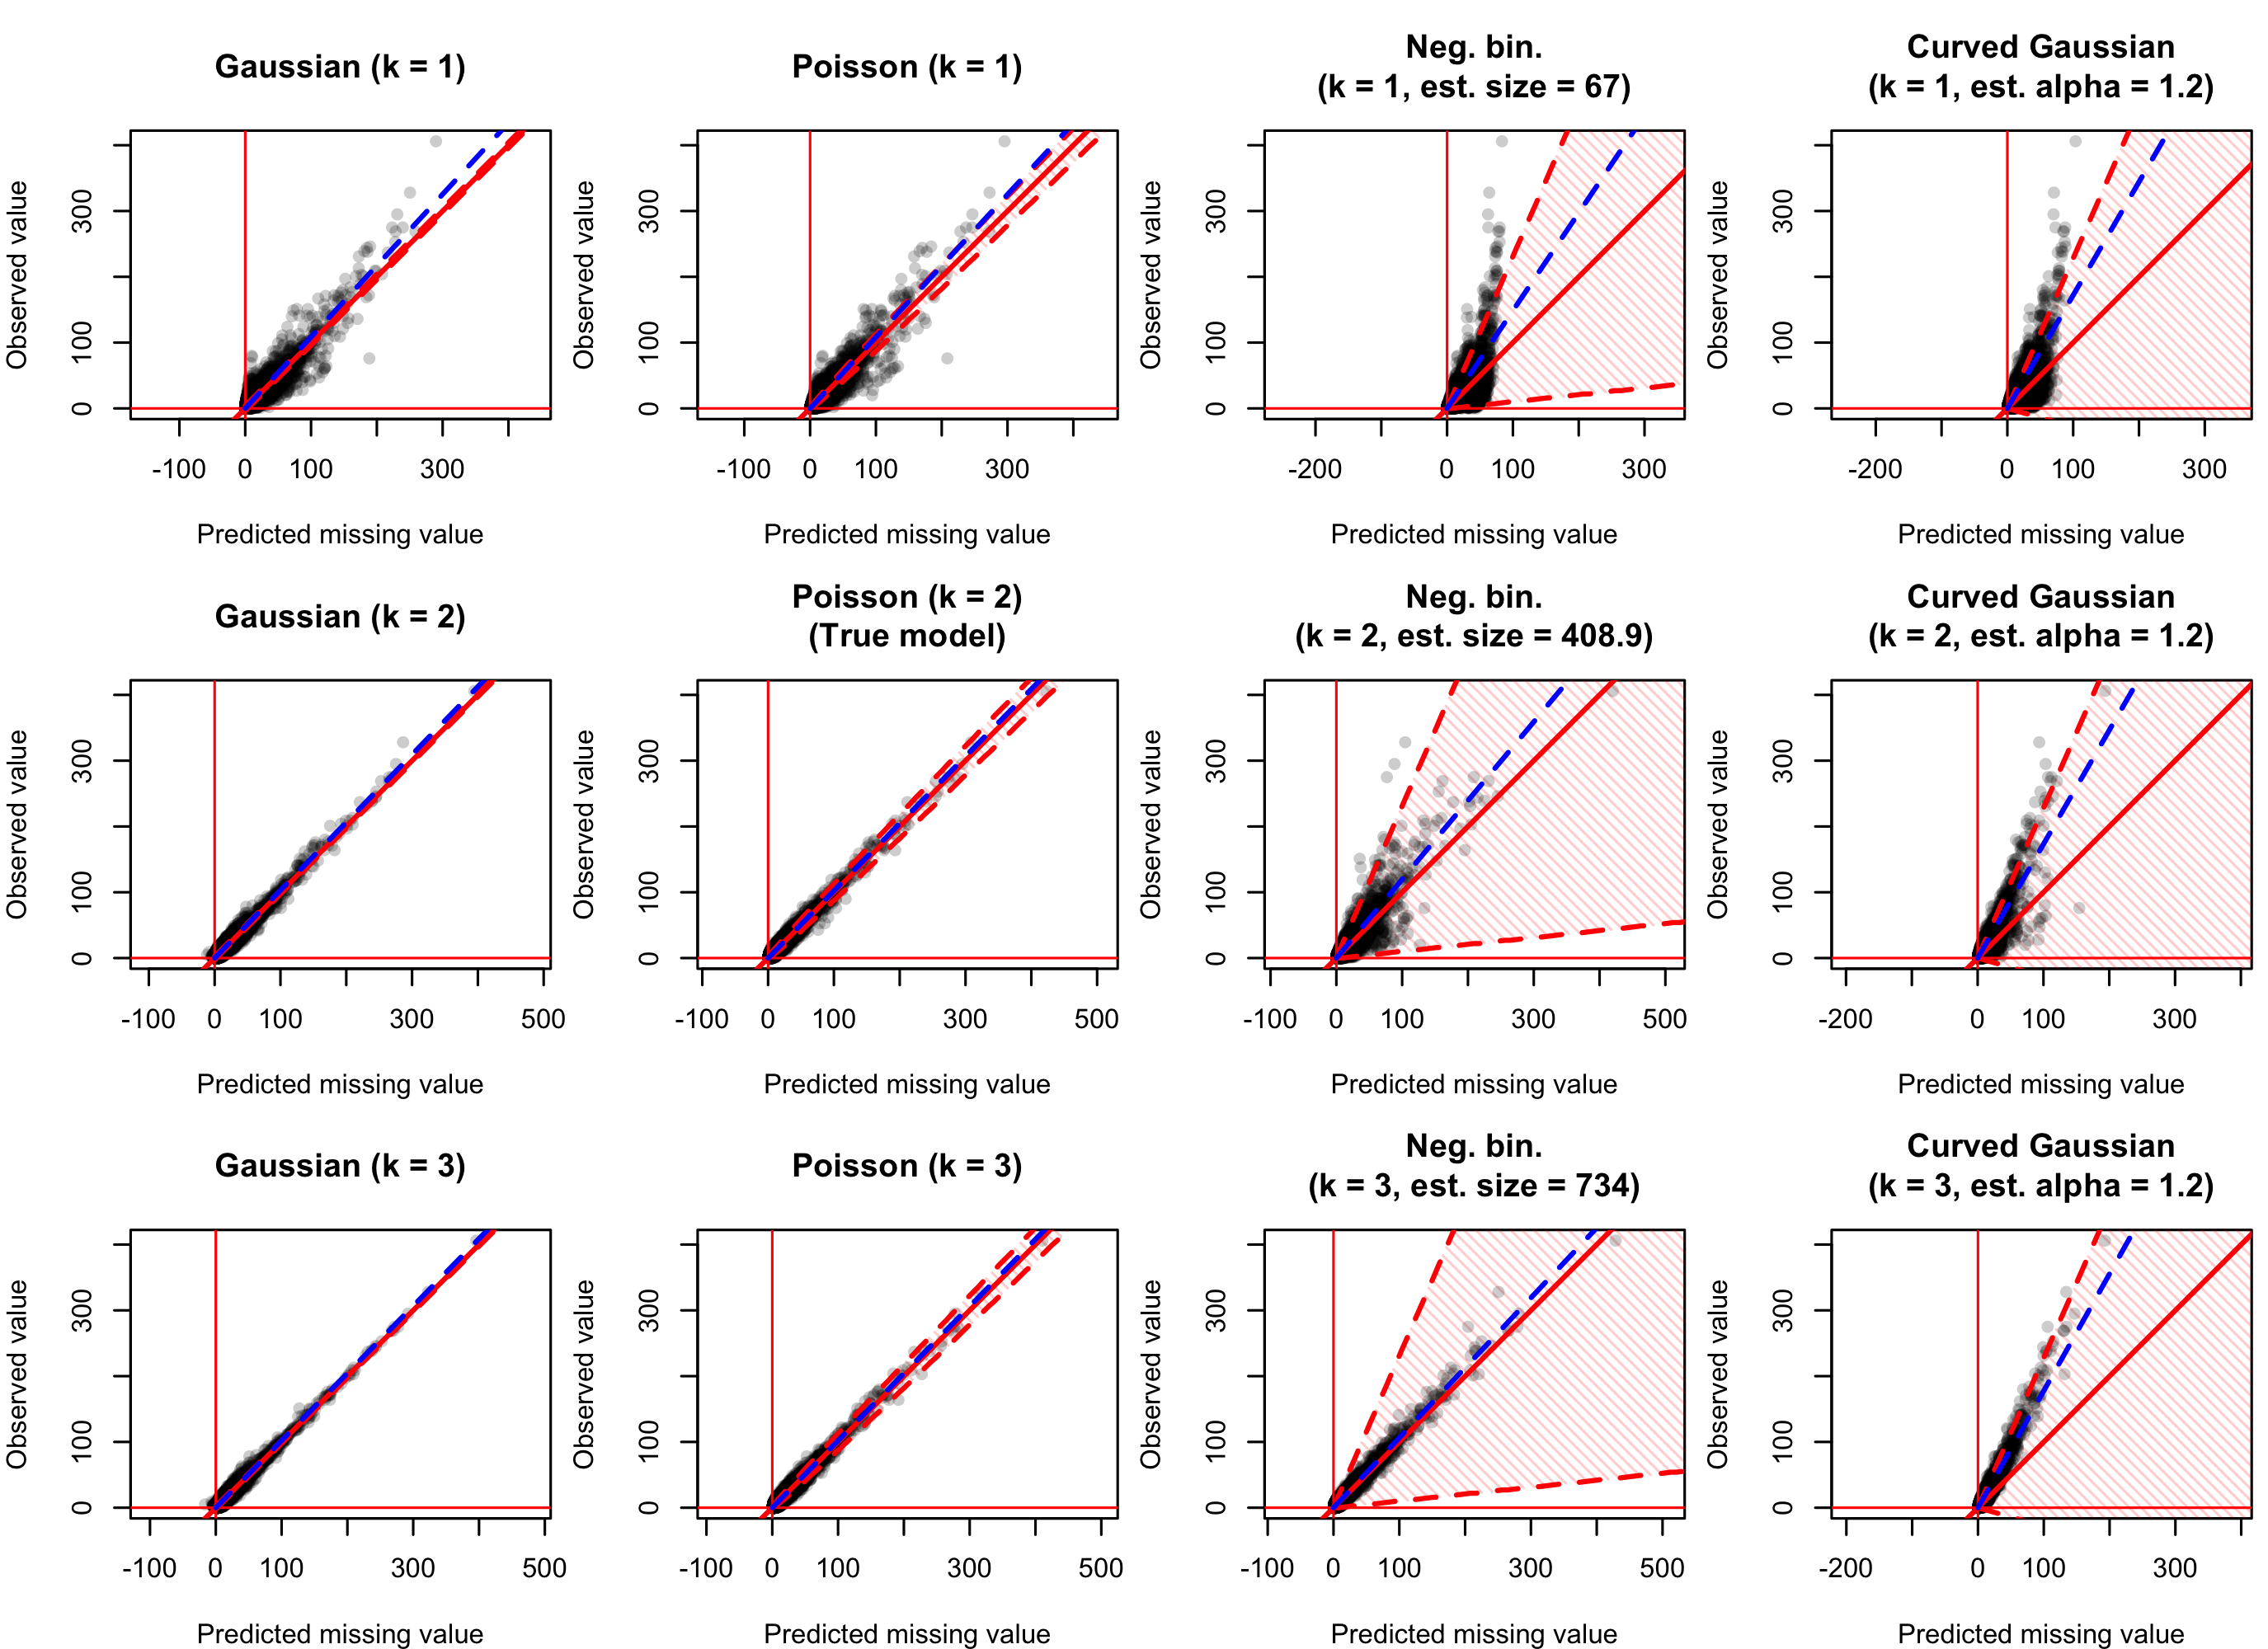 Gaussian (k = 1)
Observed value
0 100 300
-100 0 100 300
Predicted missing value
Poisson (k = 1)
Observed value
0 100 300
-100 0 100 300
Predicted missing value
Neg. bin.
(k = 1, est. size = 67)
Observed value
0 100 300
-200 0 100 300
Predicted missing value
Curved Gaussian
(k = 1, est. alpha = 1.2)
Observed value
0 100 300
-200 0 100 300
Predicted missing value
Gaussian (k = 2)
Observed value
0 100 300
-100 0 100 300 500
Predicted missing value
Poisson (k = 2)
(True model)
Observed value
0 100 300
-100 0 100 300 500
Predicted missing value
Neg. bin.
(k = 2, est. size = 408.9)
Observed value
0 100 300
-100 0 100 300 500
Predicted missing value
Curved Gaussian
(k = 2, est. alpha = 1.2)
Observed value
0 100 300
-200 0 100 300
Predicted missing value
Gaussian (k = 3)
Observed value
0 100 300
-100 0 100 300 500
Predicted missing value
Poisson (k = 3)
Observed value
0 100 300
-100 0 100 300 500
Predicted missing value
Neg. bin.
(k = 3, est. size = 734)
Observed value
0 100 300
-100 0 100 300 500
Predicted missing value
Curved Gaussian
(k = 3, est. alpha = 1.2)
Observed value
0 100 300
-200 0 100 300
Predicted missing value